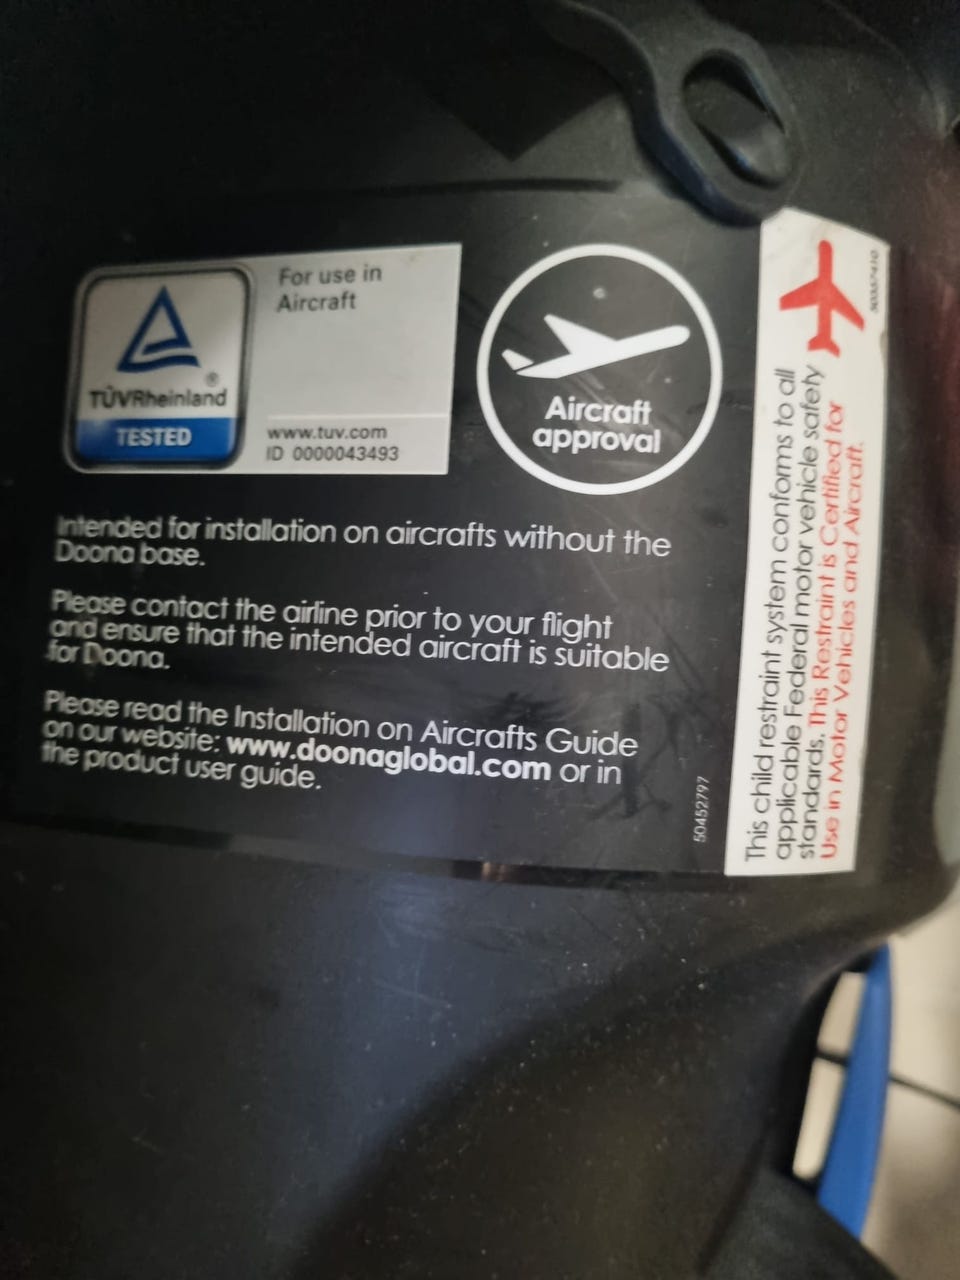 For use in
Aircraft
TÜVRheinland
®
TESTED
www.tuv.com
ID 0000043493
Aircraft
approval
Intended for installation on aircrafts without the
Doona base.
Please contact the airline prior to your flight
and ensure that the intended aircraft is suitable
for Doona.
Please read the Installation on Aircrafts Guide
on our website: www.doonaglobal.com or in
the product user guide.
50452797
This child restraint system conforms to all
applicable Federal motor vehicle safety
standards. This Restraint is Certified for
Use in Motor Vehicles and Aircraft.